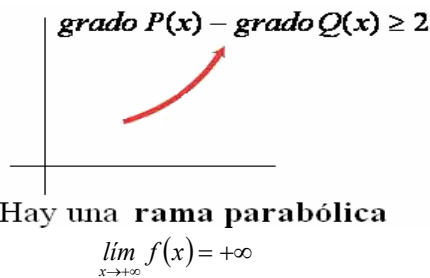 grado P(x) – grado Q(x) ≥ 2
Hay una rama parabólica
lím f(x) = +∞
x→+∞